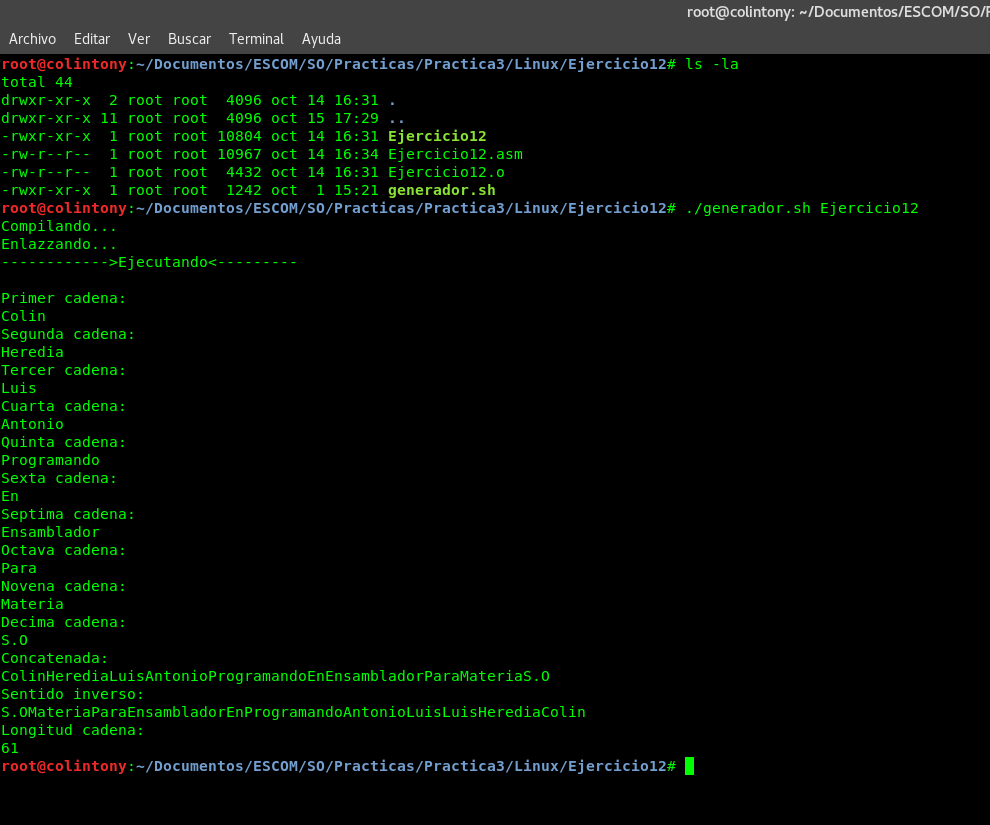 root@colintony: ~/Documentos/ESCOM/SO/P
Archivo Editar Ver Buscar Terminal Ayuda
root@colintony:~/Documentos/ESCOM/SO/Practicas/Practica3/Linux/Ejercicio12# ls -la
total 44
drwxr-xr-x  2 root root  4096 oct 14 16:31 .
drwxr-xr-x 11 root root  4096 oct 15 17:29 ..
-rwxr-xr-x  1 root root 10804 oct 14 16:31 Ejercicio12
-rw-r--r--  1 root root 10967 oct 14 16:34 Ejercicio12.asm
-rw-r--r--  1 root root  4432 oct 14 16:31 Ejercicio12.o
-rwxr-xr-x  1 root root  1242 oct  1 15:21 generador.sh
root@colintony:~/Documentos/ESCOM/SO/Practicas/Practica3/Linux/Ejercicio12# ./generador.sh Ejercicio12
Compilando...
Enlazzando...
------------>Ejecutando<---------
Primer cadena:
Colin
Segunda cadena:
Heredia
Tercer cadena:
Luis
Cuarta cadena:
Antonio
Quinta cadena:
Programando
Sexta cadena:
En
Septima cadena:
Ensamblador
Octava cadena:
Para
Novena cadena:
Materia
Decima cadena:
S.O
Concatenada:
ColinHerediaLuisAntonioProgramandoEnEnsambladorParaMateriaS.O
Sentido inverso:
S.OMateriaParaEnsambladorEnProgramandoAntonioLuisLuisHerediaColin
Longitud cadena:
61
root@colintony:~/Documentos/ESCOM/SO/Practicas/Practica3/Linux/Ejercicio12#